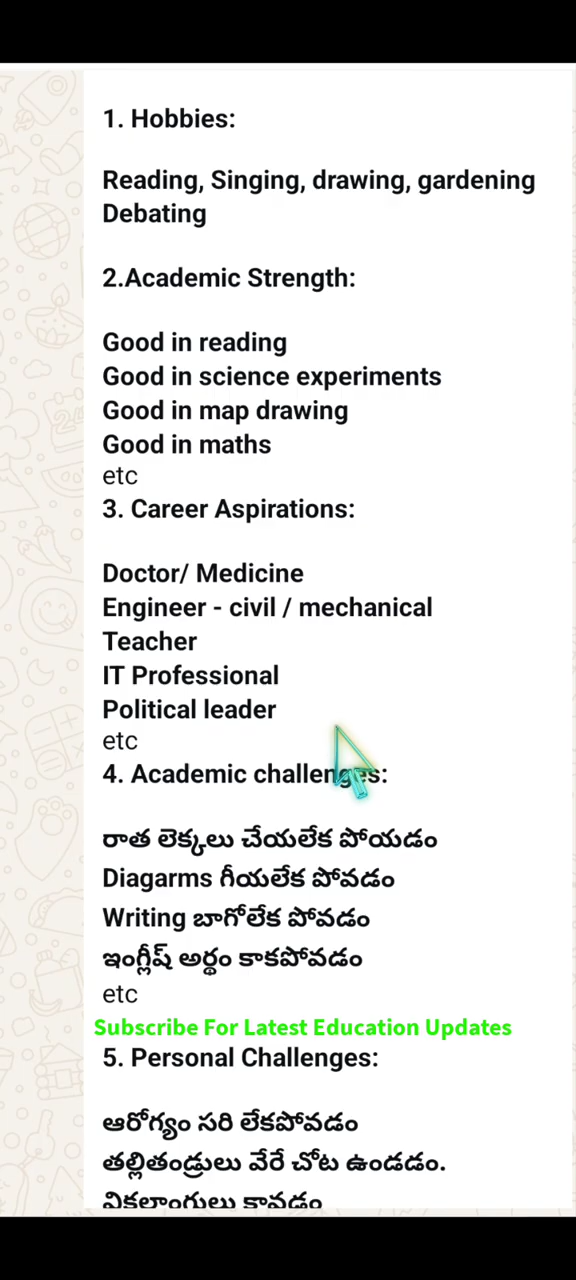 1. Hobbies:
Reading, Singing, drawing, gardening
Debating
2.Academic Strength:
Good in reading
Good in science experiments
Good in map drawing
Good in maths
etc
3. Career Aspirations:
Doctor/ Medicine
Engineer - civil / mechanical
Teacher
IT Professional
Political leader
etc
4. Academic challenges:
రాత లెక్కలు చేయలేక పోయడం
Diagarms గీయలేక పోవడం
Writing బాగోలేక పోవడం
ఇంగ్లీష్ అర్థం కాకపోవడం
etc
Subscribe For Latest Education Updates
5. Personal Challenges:
ఆరోగ్యం సరి లేకపోవడం
తల్లితండ్రులు వేరే చోట ఉండడం.
వికలాంగులు కావడం